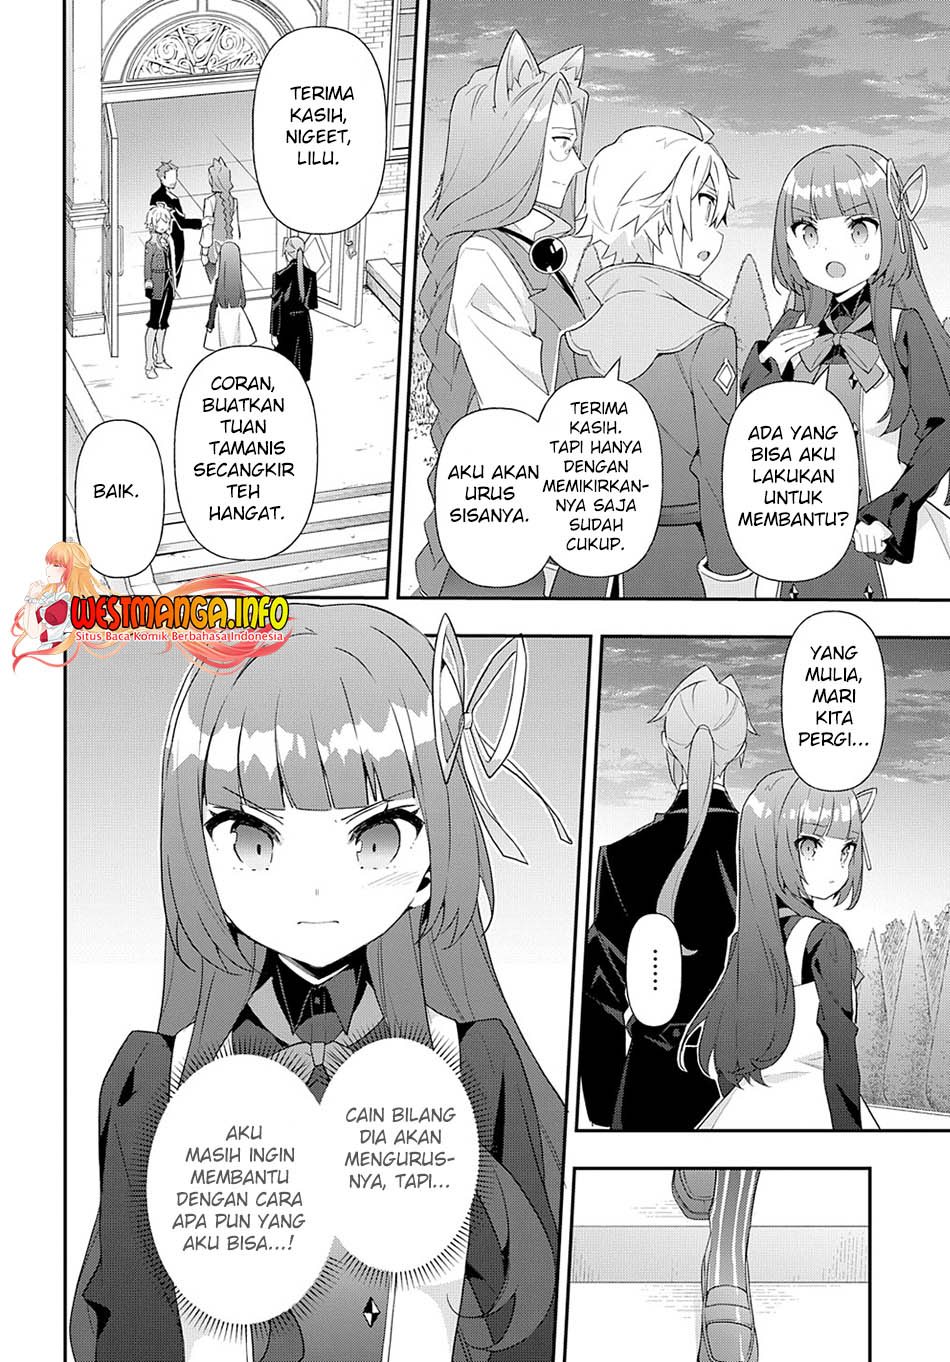 ADA YANG
BISA AKU
LAKUKAN
UNTUK
MEMBANTU?
TERIMA
KASIH.
TAPI HANYA
DENGAN
MEMIKIRKAN-
NYA SAJA
SUDAH
CUKUP.
AKU AKAN
URUS
SISANYA.
TERIMA
KASIH,
NIGEET,
LILU.
CORAN,
BUATKAN
TUAN
TAMANIS
SECANGKIR
TEH
HANGAT.
BAIK.
WESTMANGA.INFO
Situs Baca Komik Berbahasa Indonesia
YANG
MULIA,
MARI
KITA
PERGI...
......
CAIN BILANG
DIA AKAN
MENGURUS-
NYA, TAPI...
AKU
MASIH INGIN
MEMBANTU
DENGAN CARA
APA PUN YANG
AKU BISA...!